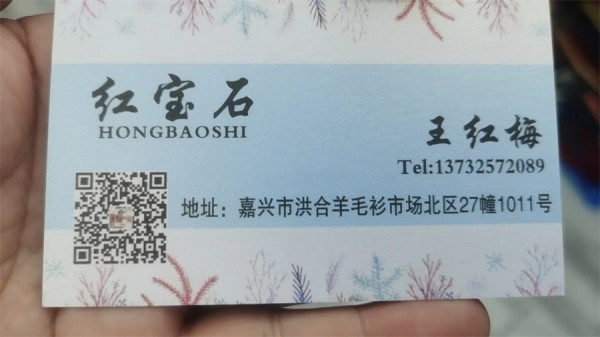 红宝石
HONGBAOSHI
王红梅
Tel:13732572089
地址：嘉兴市洪合羊毛衫市场北区27幢1011号